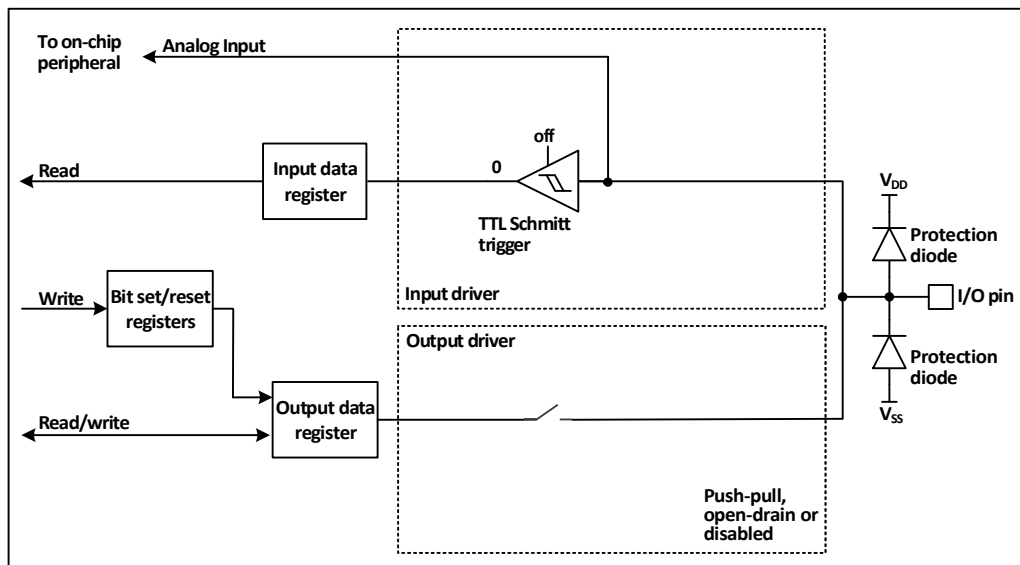 To on-chip
peripheral
Analog Input
off
Read
Input data
register
0
TTL Schmitt
trigger
VDD
Protection
diode
Input driver
I/O pin
Write
Bit set/reset
registers
Output driver
Protection
diode
VSS
Read/write
Output data
register
Push-pull,
open-drain or
disabled